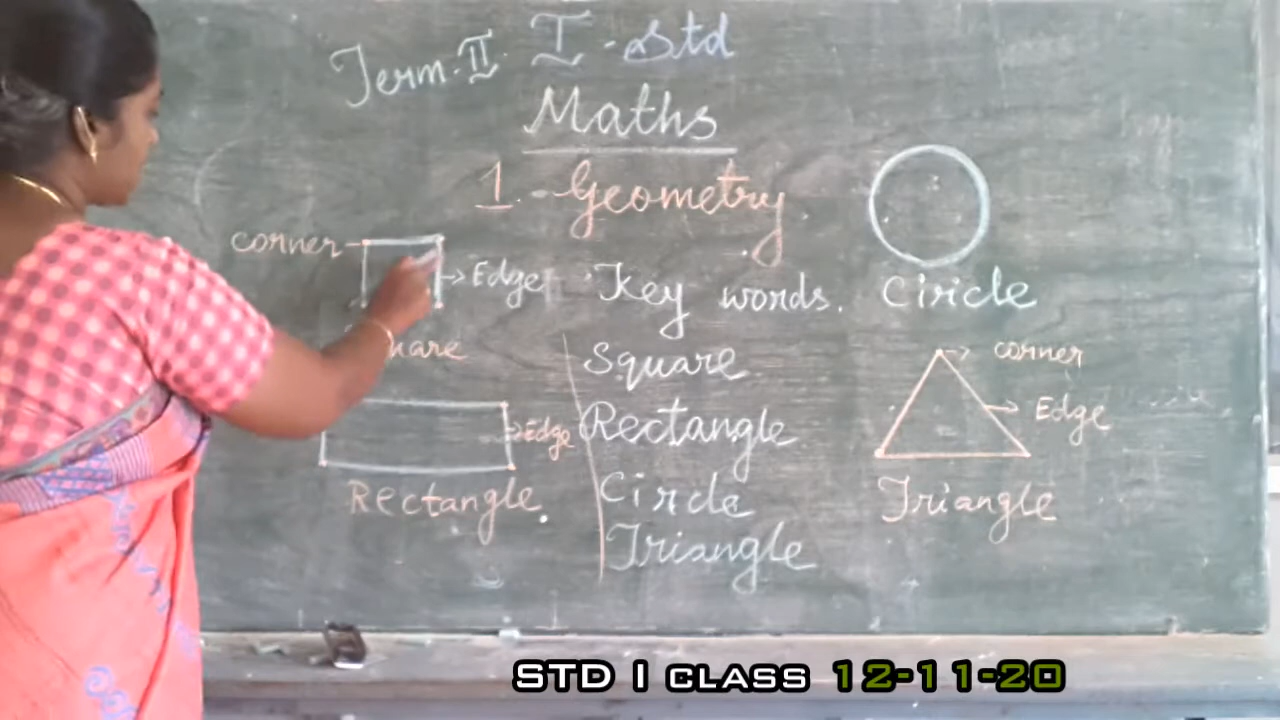 Term. II. I - Std
Maths
1. Geometry.
corner
Edge
Key words.
Circle
Square
Rectangle
Circle
Triangle
Edge
Rectangle.
corner
Edge
Triangle
STD I CLASS 12-11-20